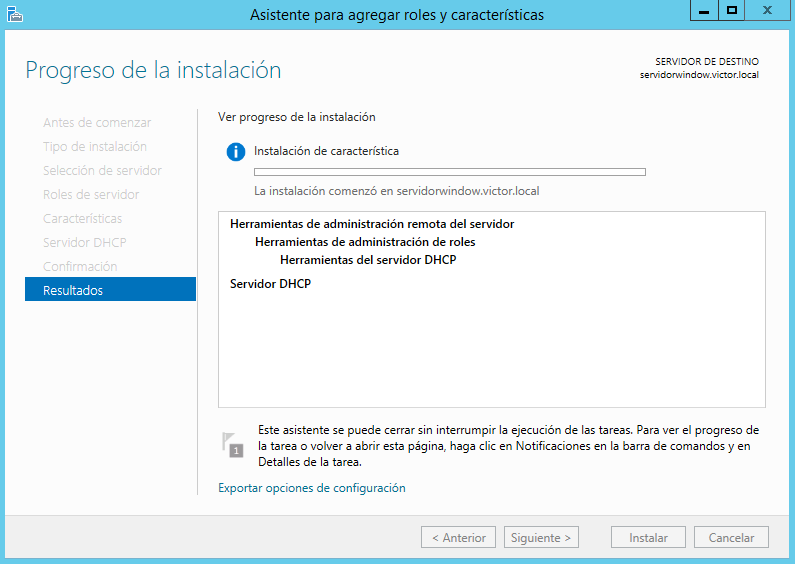 Asistente para agregar roles y características
Progreso de la instalación
SERVIDOR DE DESTINO
servidorwindow.victor.local
Antes de comenzar
Tipo de instalación
Selección de servidor
Roles de servidor
Características
Servidor DHCP
Confirmación
Resultados
Ver progreso de la instalación
Instalación de característica
La instalación comenzó en servidorwindow.victor.local
Herramientas de administración remota del servidor
Herramientas de administración de roles
Herramientas del servidor DHCP
Servidor DHCP
1
Este asistente se puede cerrar sin interrumpir la ejecución de las tareas. Para ver el progreso de
la tarea o volver a abrir esta página, haga clic en Notificaciones en la barra de comandos y en
Detalles de la tarea.
Exportar opciones de configuración
< Anterior
Siguiente >
Instalar
Cancelar